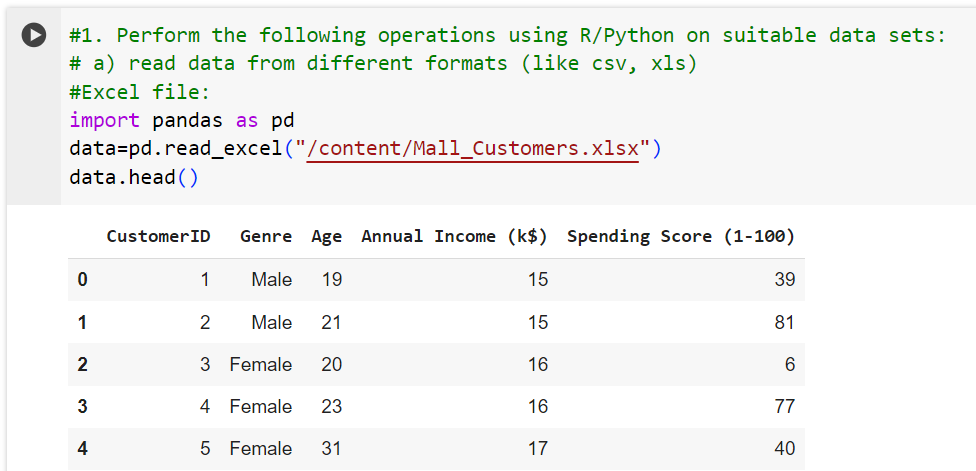 #1. Perform the following operations using R/Python on suitable data sets:
# a) read data from different formats (like csv, xls)
#Excel file:
import pandas as pd
data=pd.read_excel("/content/Mall_Customers.xlsx")
data.head()
CustomerID Genre Age Annual Income (k$) Spending Score (1-100)
0 1 Male 19 15 39
1 2 Male 21 15 81
2 3 Female 20 16 6
3 4 Female 23 16 77
4 5 Female 31 17 40